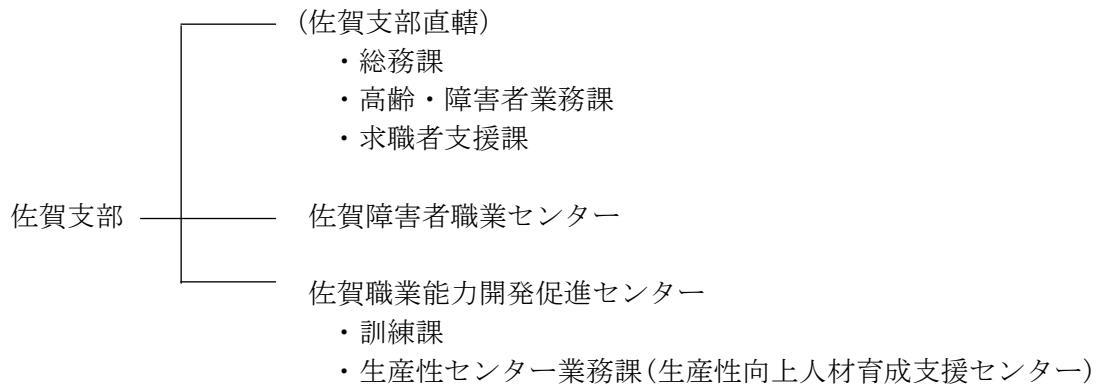 (佐賀支部直轄)
・総務課
・高齢・障害者業務課
・求職者支援課
佐賀支部
佐賀障害者職業センター
佐賀職業能力開発促進センター
・訓練課
・生産性センター業務課(生産性向上人材育成支援センター)